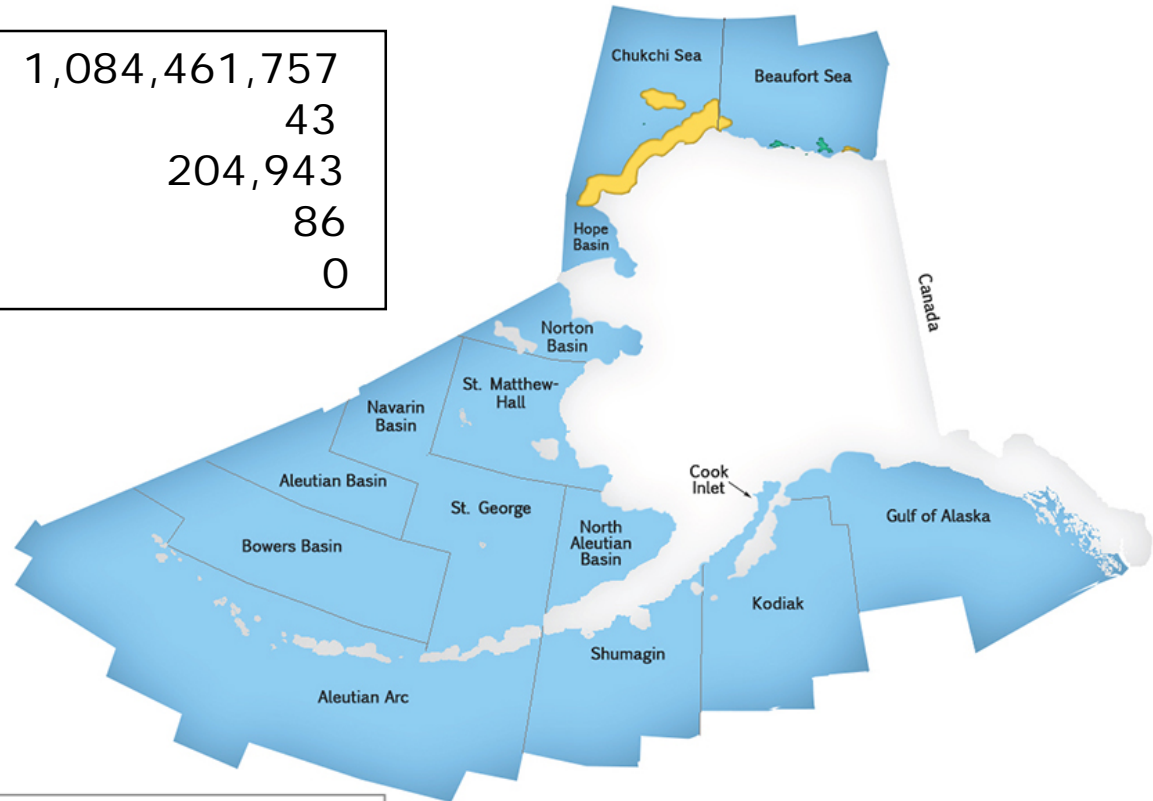 1,084,461,757
43
204,943
86
0
Chukchi Sea
Beaufort Sea
Hope
Basin
Canada
Norton
Basin
St. Matthew-
Hall
Navarin
Basin
Aleutian Basin
St. George
Bowers Basin
North
Aleutian
Basin
Cook
Inlet
Gulf of Alaska
Kodiak
Shumagin
Aleutian Arc